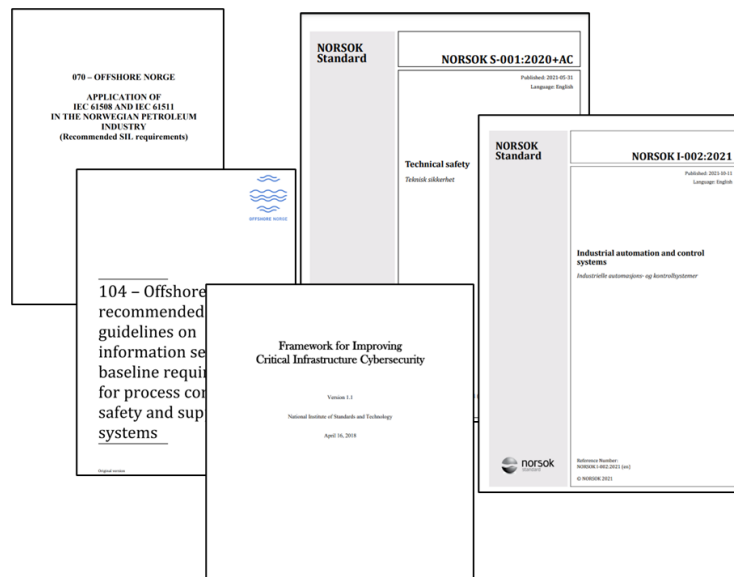 070 – OFFSHORE NORGE
APPLICATION OF
IEC 61508 AND IEC 61511
IN THE NORWEGIAN PETROLEUM
INDUSTRY
(Recommended SIL requirements)
NORSOK
Standard
NORSOK S-001:2020+AC
Published: 2021-05-31
Language: English
Technical safety
Teknisk sikkerhet
NORSOK
Standard
NORSOK I-002:2021
Published: 2021-10-11
Language: English
Industrial automation and control
systems
Industrielle automasjons- og kontrollsystemer
norsok
standard
Reference Number:
NORSOK I-002:2021 (en)
© NORSOK 2021
OFFSHORE NORGE
104 – Offshore
recommended
guidelines on
information se
baseline requi
for process co
safety and sup
systems
Original version
Framework for Improving
Critical Infrastructure Cybersecurity
Version 1.1
National Institute of Standards and Technology
April 16, 2018